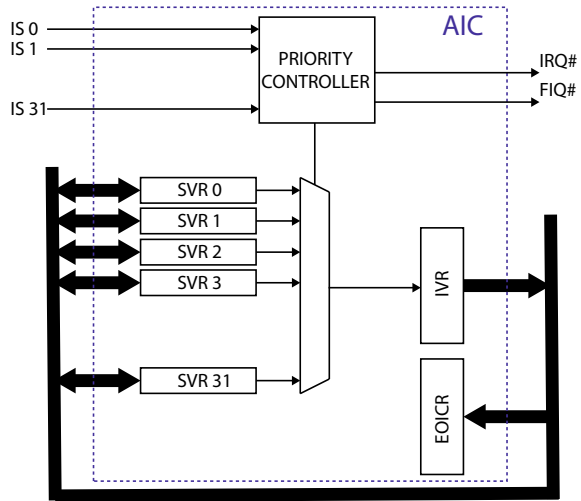 AIC
IS 0
IS 1
IS 31
PRIORITY
CONTROLLER
IRQ#
FIQ#
SVR 0
SVR 1
SVR 2
SVR 3
SVR 31
IVR
EOICR